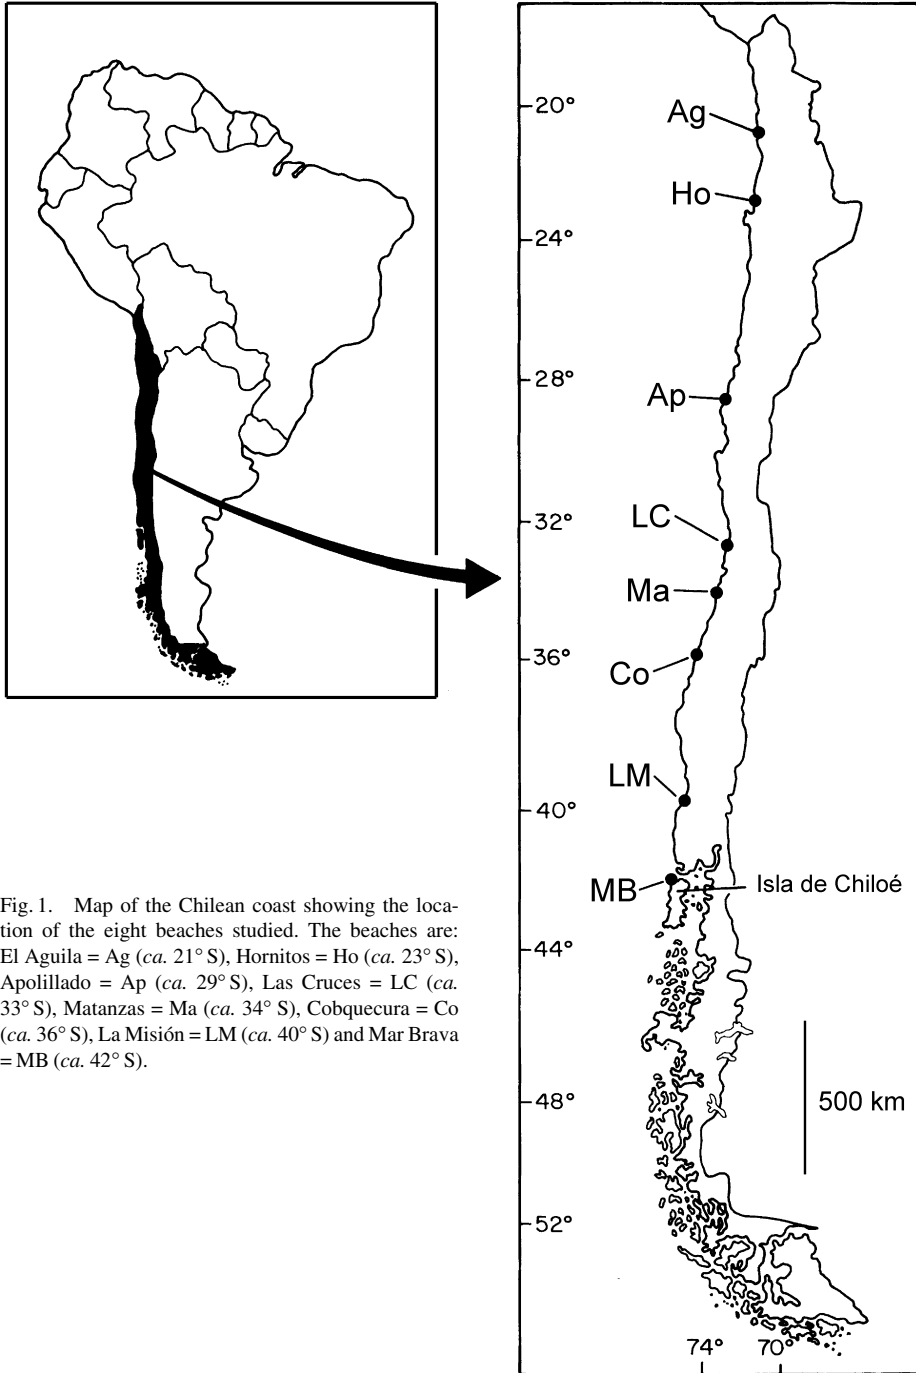 Ag
20°
Ho
24°
28°
Ap
LC
32°
Ma
36°
Co
LM
40°
MB
Isla de Chiloé
44°
48°
500 km
52°
74° 70°
Fig. 1. Map of the Chilean coast showing the loca-
tion of the eight beaches studied. The beaches are:
El Aguila = Ag (ca. 21° S), Hornitos = Ho (ca. 23° S),
Apolillado = Ap (ca. 29° S), Las Cruces = LC (ca.
33° S), Matanzas = Ma (ca. 34° S), Cobquecura = Co
(ca. 36° S), La Misión = LM (ca. 40° S) and Mar Brava
= MB (ca. 42° S).